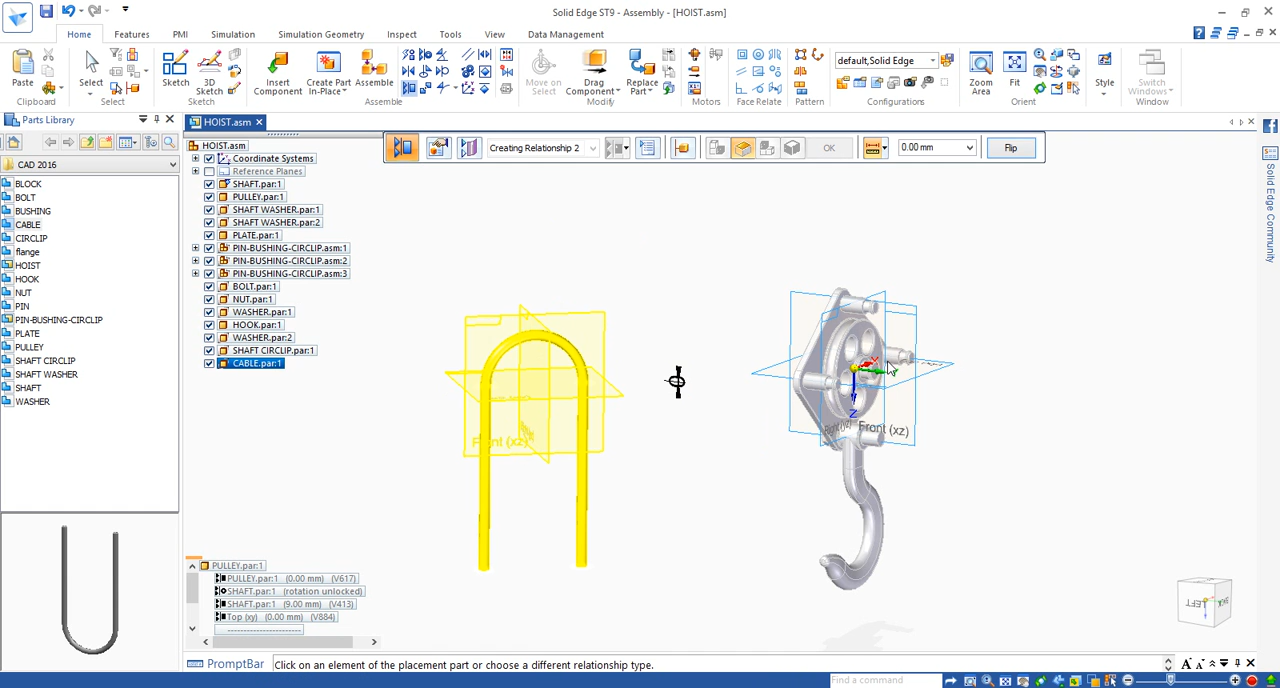 Solid Edge ST9 - Assembly - [HOIST.asm]
Home
Features
PMI
Simulation
Simulation Geometry
Inspect
Tools
View
Data Management
Paste
Select
Sketch
3D Sketch
Insert Component
Create Part In-Place
Assemble
Move on Select
Drag Component
Replace Part
default,Solid Edge
Zoom Area
Fit
Style
Switch Windows
Clipboard
Select
Sketch
Assemble
Modify
Motors
Face Relate
Pattern
Configurations
Orient
Window
Parts Library
HOIST.asm
CAD 2016
BLOCK
BOLT
BUSHING
CABLE
CIRCLIP
flange
HOIST
HOOK
NUT
PIN
PIN-BUSHING-CIRCLIP
PLATE
PULLEY
SHAFT CIRCLIP
SHAFT WASHER
SHAFT
WASHER
HOIST.asm
Coordinate Systems
Reference Planes
SHAFT.par:1
PULLEY.par:1
SHAFT WASHER.par:1
SHAFT WASHER.par:2
PLATE.par:1
PIN-BUSHING-CIRCLIP.asm:1
PIN-BUSHING-CIRCLIP.asm:2
PIN-BUSHING-CIRCLIP.asm:3
BOLT.par:1
NUT.par:1
WASHER.par:1
HOOK.par:1
WASHER.par:2
SHAFT CIRCLIP.par:1
CABLE.par:1
Creating Relationship 2
OK
0.00 mm
Flip
Front (xz)
X
Z
Front (xz)
PULLEY.par:1
PULLEY.par:1 (0.00 mm) (V617)
SHAFT.par:1 (rotation unlocked)
SHAFT.par:1 (9.00 mm) (V413)
Top (xy) (0.00 mm) (V884)
LEFT
Solid Edge Community
PromptBar
Click on an element of the placement part or choose a different relationship type.
Find a command